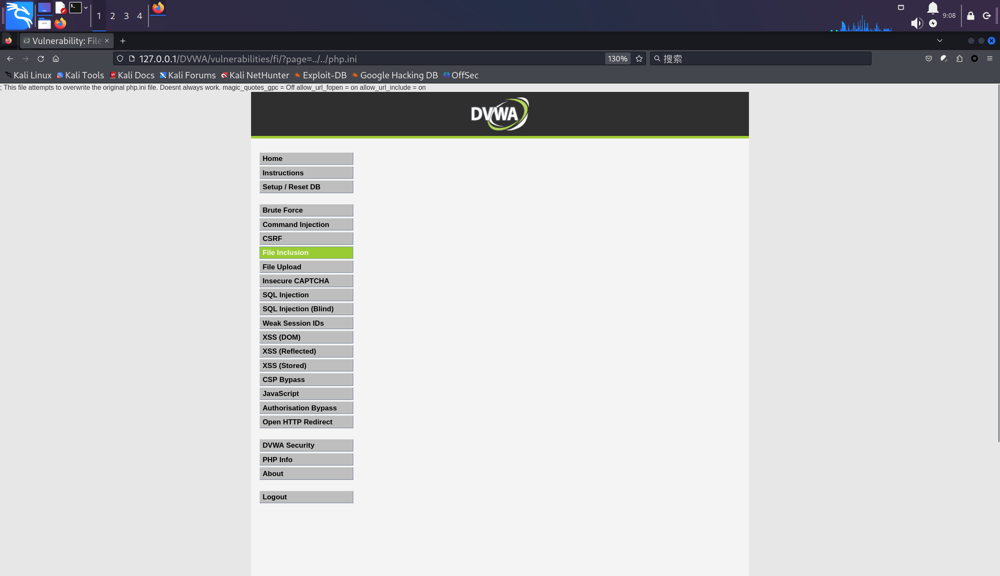 1 2 3 4
9:08
Vulnerability: File
127.0.0.1/DVWA/vulnerabilities/fi/?page=../../php.ini 130% 搜索
Kali Linux Kali Tools Kali Docs Kali Forums Kali NetHunter Exploit-DB Google Hacking DB OffSec
; This file attempts to overwrite the original php.ini file. Doesnt always work. magic_quotes_gpc = Off allow_url_fopen = on allow_url_include = on
DVWA
Home
Instructions
Setup / Reset DB
Brute Force
Command Injection
CSRF
File Inclusion
File Upload
Insecure CAPTCHA
SQL Injection
SQL Injection (Blind)
Weak Session IDs
XSS (DOM)
XSS (Reflected)
XSS (Stored)
CSP Bypass
JavaScript
Authorisation Bypass
Open HTTP Redirect
DVWA Security
PHP Info
About
Logout